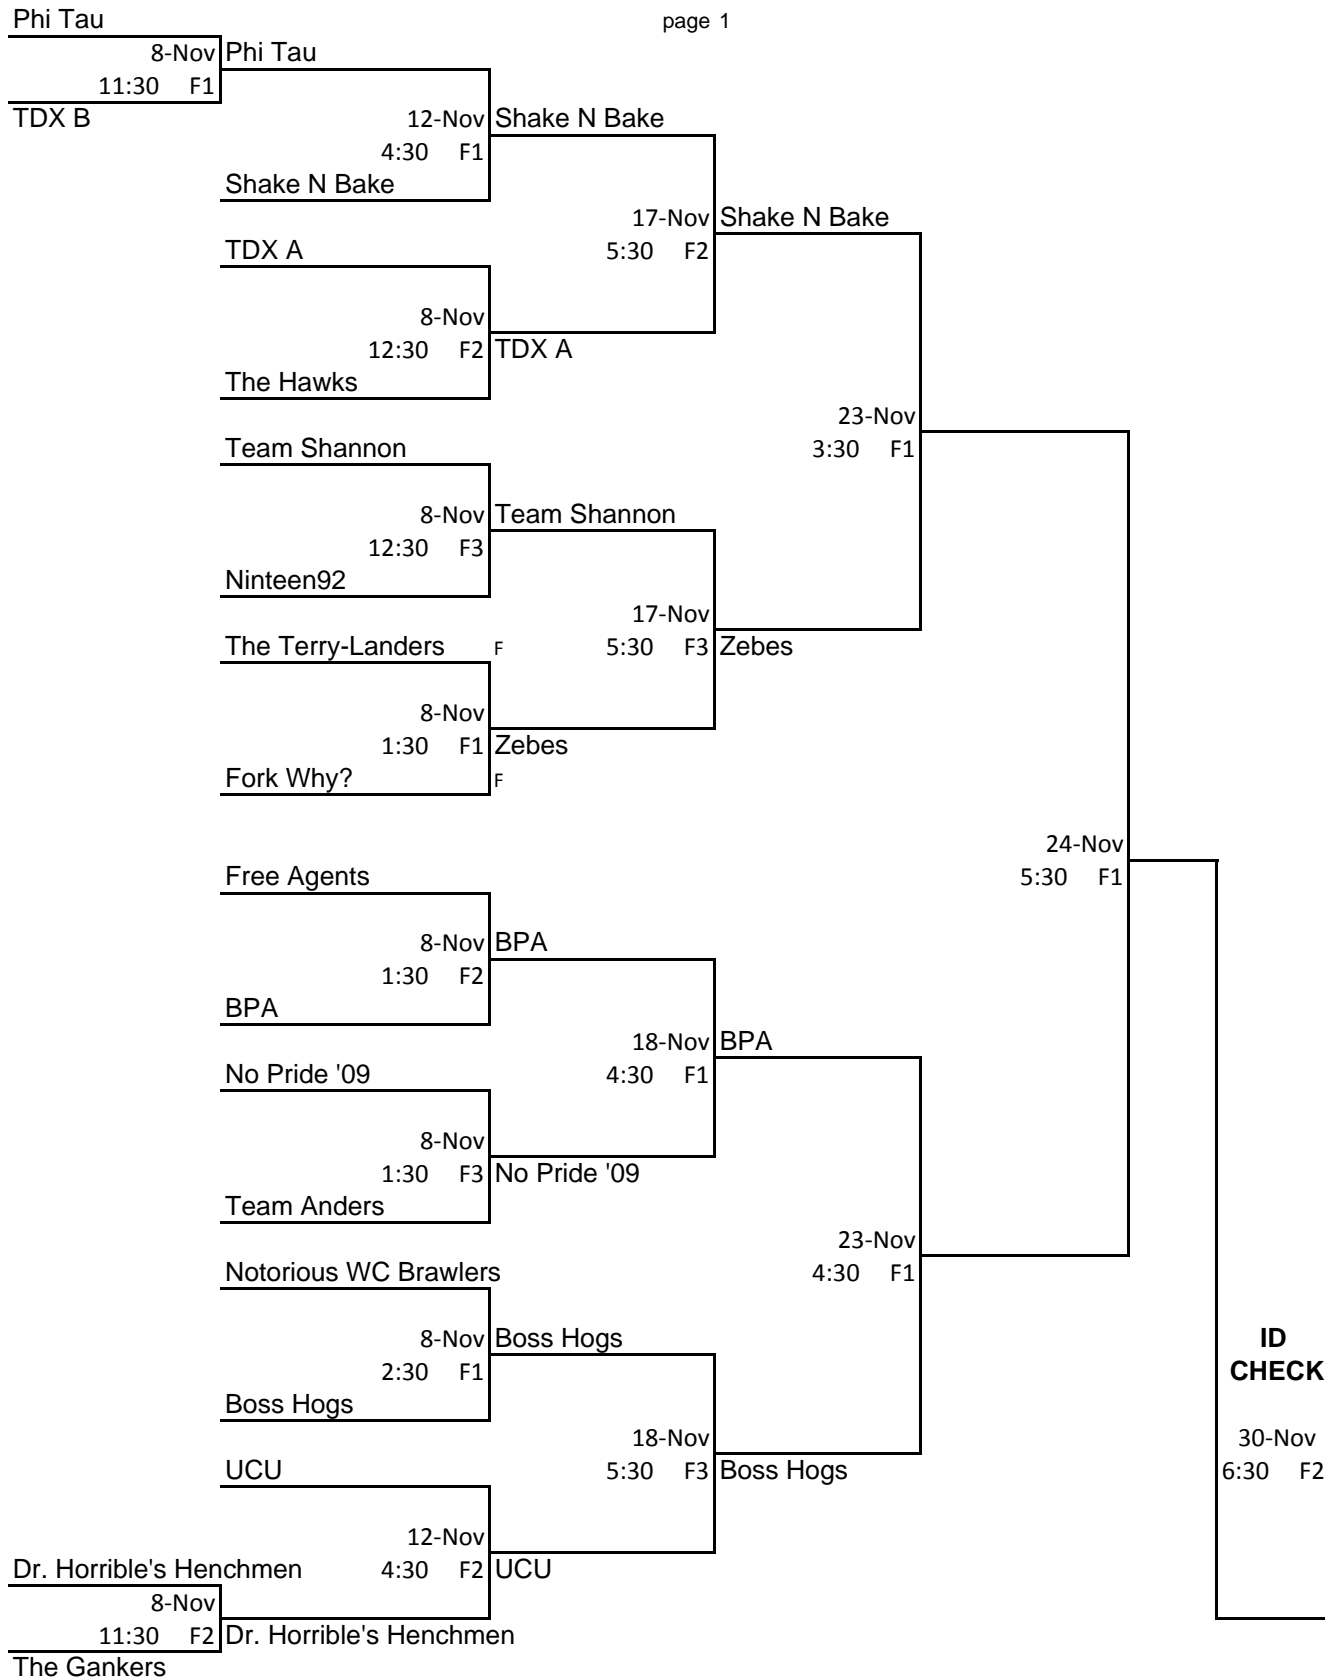 Phi Tau
page 1
8-Nov Phi Tau
11:30 F1
TDX B
12-Nov Shake N Bake
4:30 F1
Shake N Bake
17-Nov Shake N Bake
TDX A
5:30 F2
8-Nov
12:30 F2 TDX A
The Hawks
23-Nov
Team Shannon
3:30 F1
8-Nov Team Shannon
12:30 F3
Ninteen92
17-Nov
The Terry-Landers F
5:30 F3 Zebes
8-Nov
1:30 F1 Zebes
Fork Why? F
24-Nov
Free Agents
5:30 F1
8-Nov BPA
1:30 F2
BPA
18-Nov BPA
No Pride '09
4:30 F1
8-Nov
1:30 F3 No Pride '09
Team Anders
23-Nov
Notorious WC Brawlers
4:30 F1
8-Nov Boss Hogs
ID
2:30 F1
CHECK
Boss Hogs
18-Nov
30-Nov
UCU
5:30 F3 Boss Hogs
6:30 F2
12-Nov
Dr. Horrible's Henchmen
4:30 F2 UCU
8-Nov
11:30 F2 Dr. Horrible's Henchmen
The Gankers